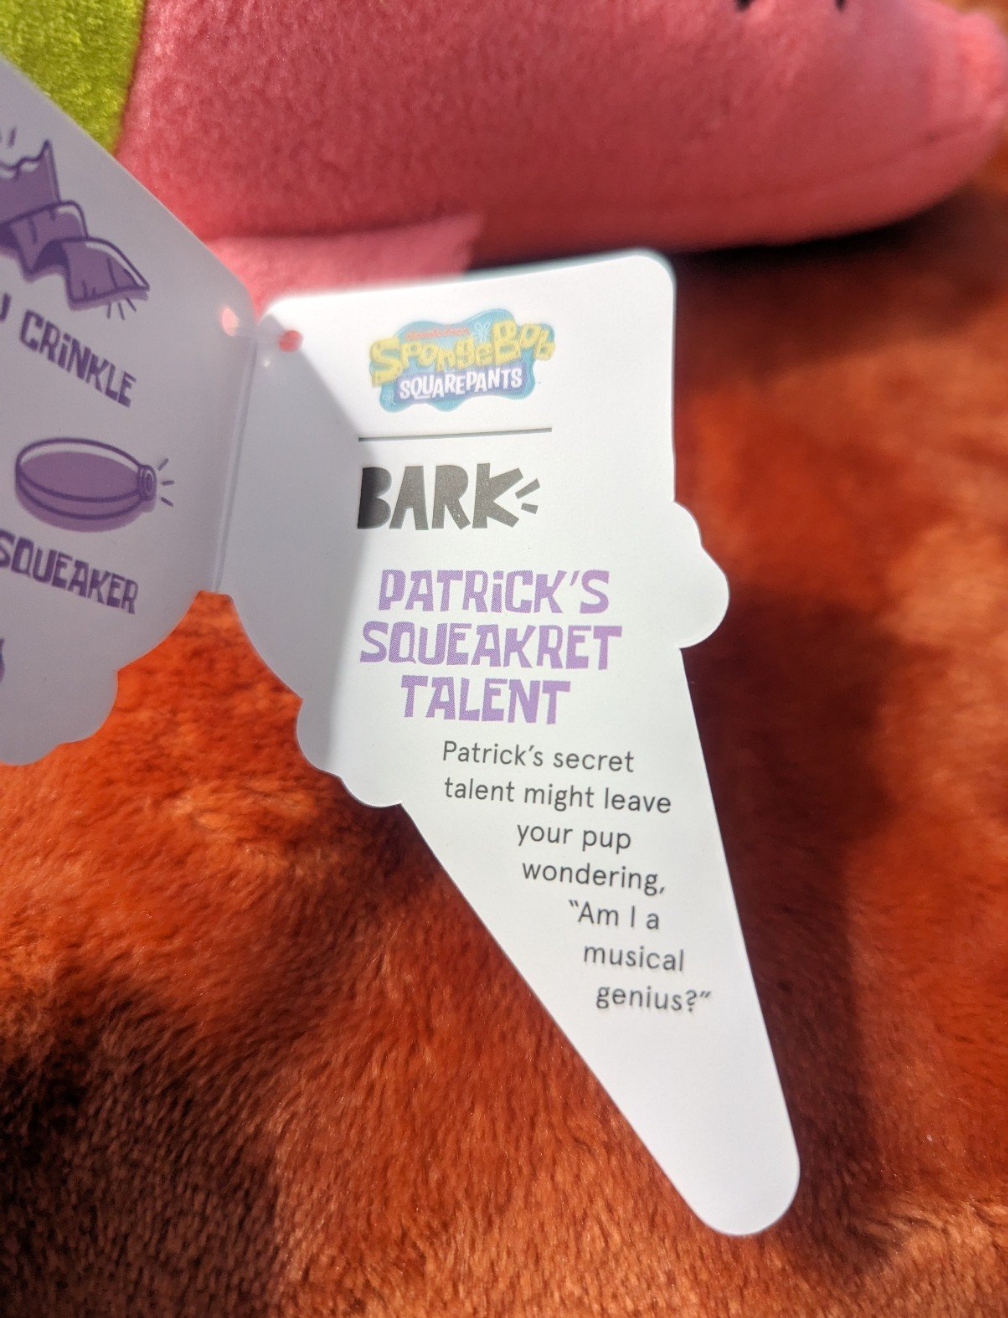 CRiNKLE
SQUEAKER
SpongeBob
SQUAREPANTS
BARK
PATRiCK'S
SQUEAKRET
TALENT
Patrick's secret
talent might leave
your pup
wondering,
“Am I a
musical
genius?”